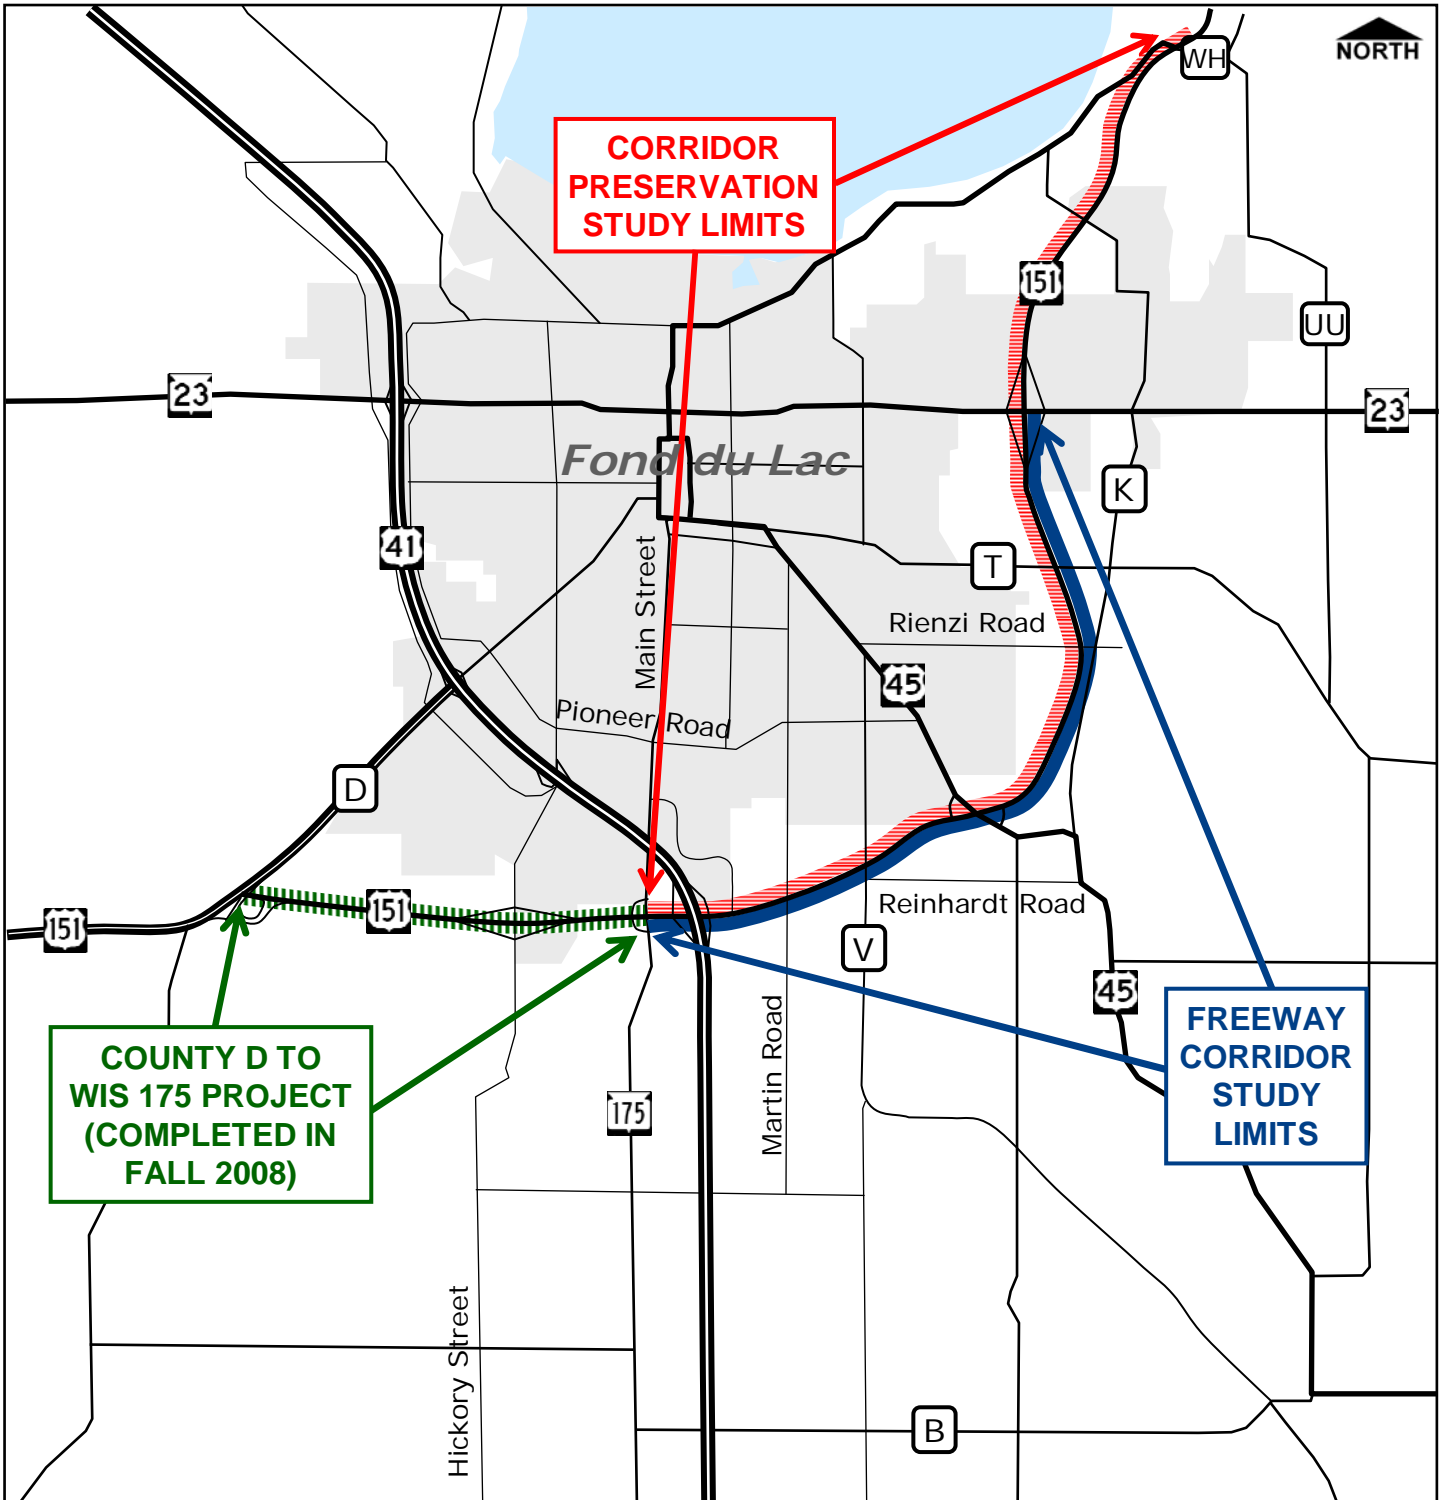 NORTH
WH
CORRIDOR
PRESERVATION
STUDY LIMITS
151
UU
23
23
Fond du Lac
K
41
T
Main Street
Rienzi Road
45
Pioneer Road
D
151
151
Reinhardt Road
V
45
FREEWAY
CORRIDOR
STUDY
LIMITS
COUNTY D TO
WIS 175 PROJECT
(COMPLETED IN
FALL 2008)
Martin Road
175
Hickory Street
B